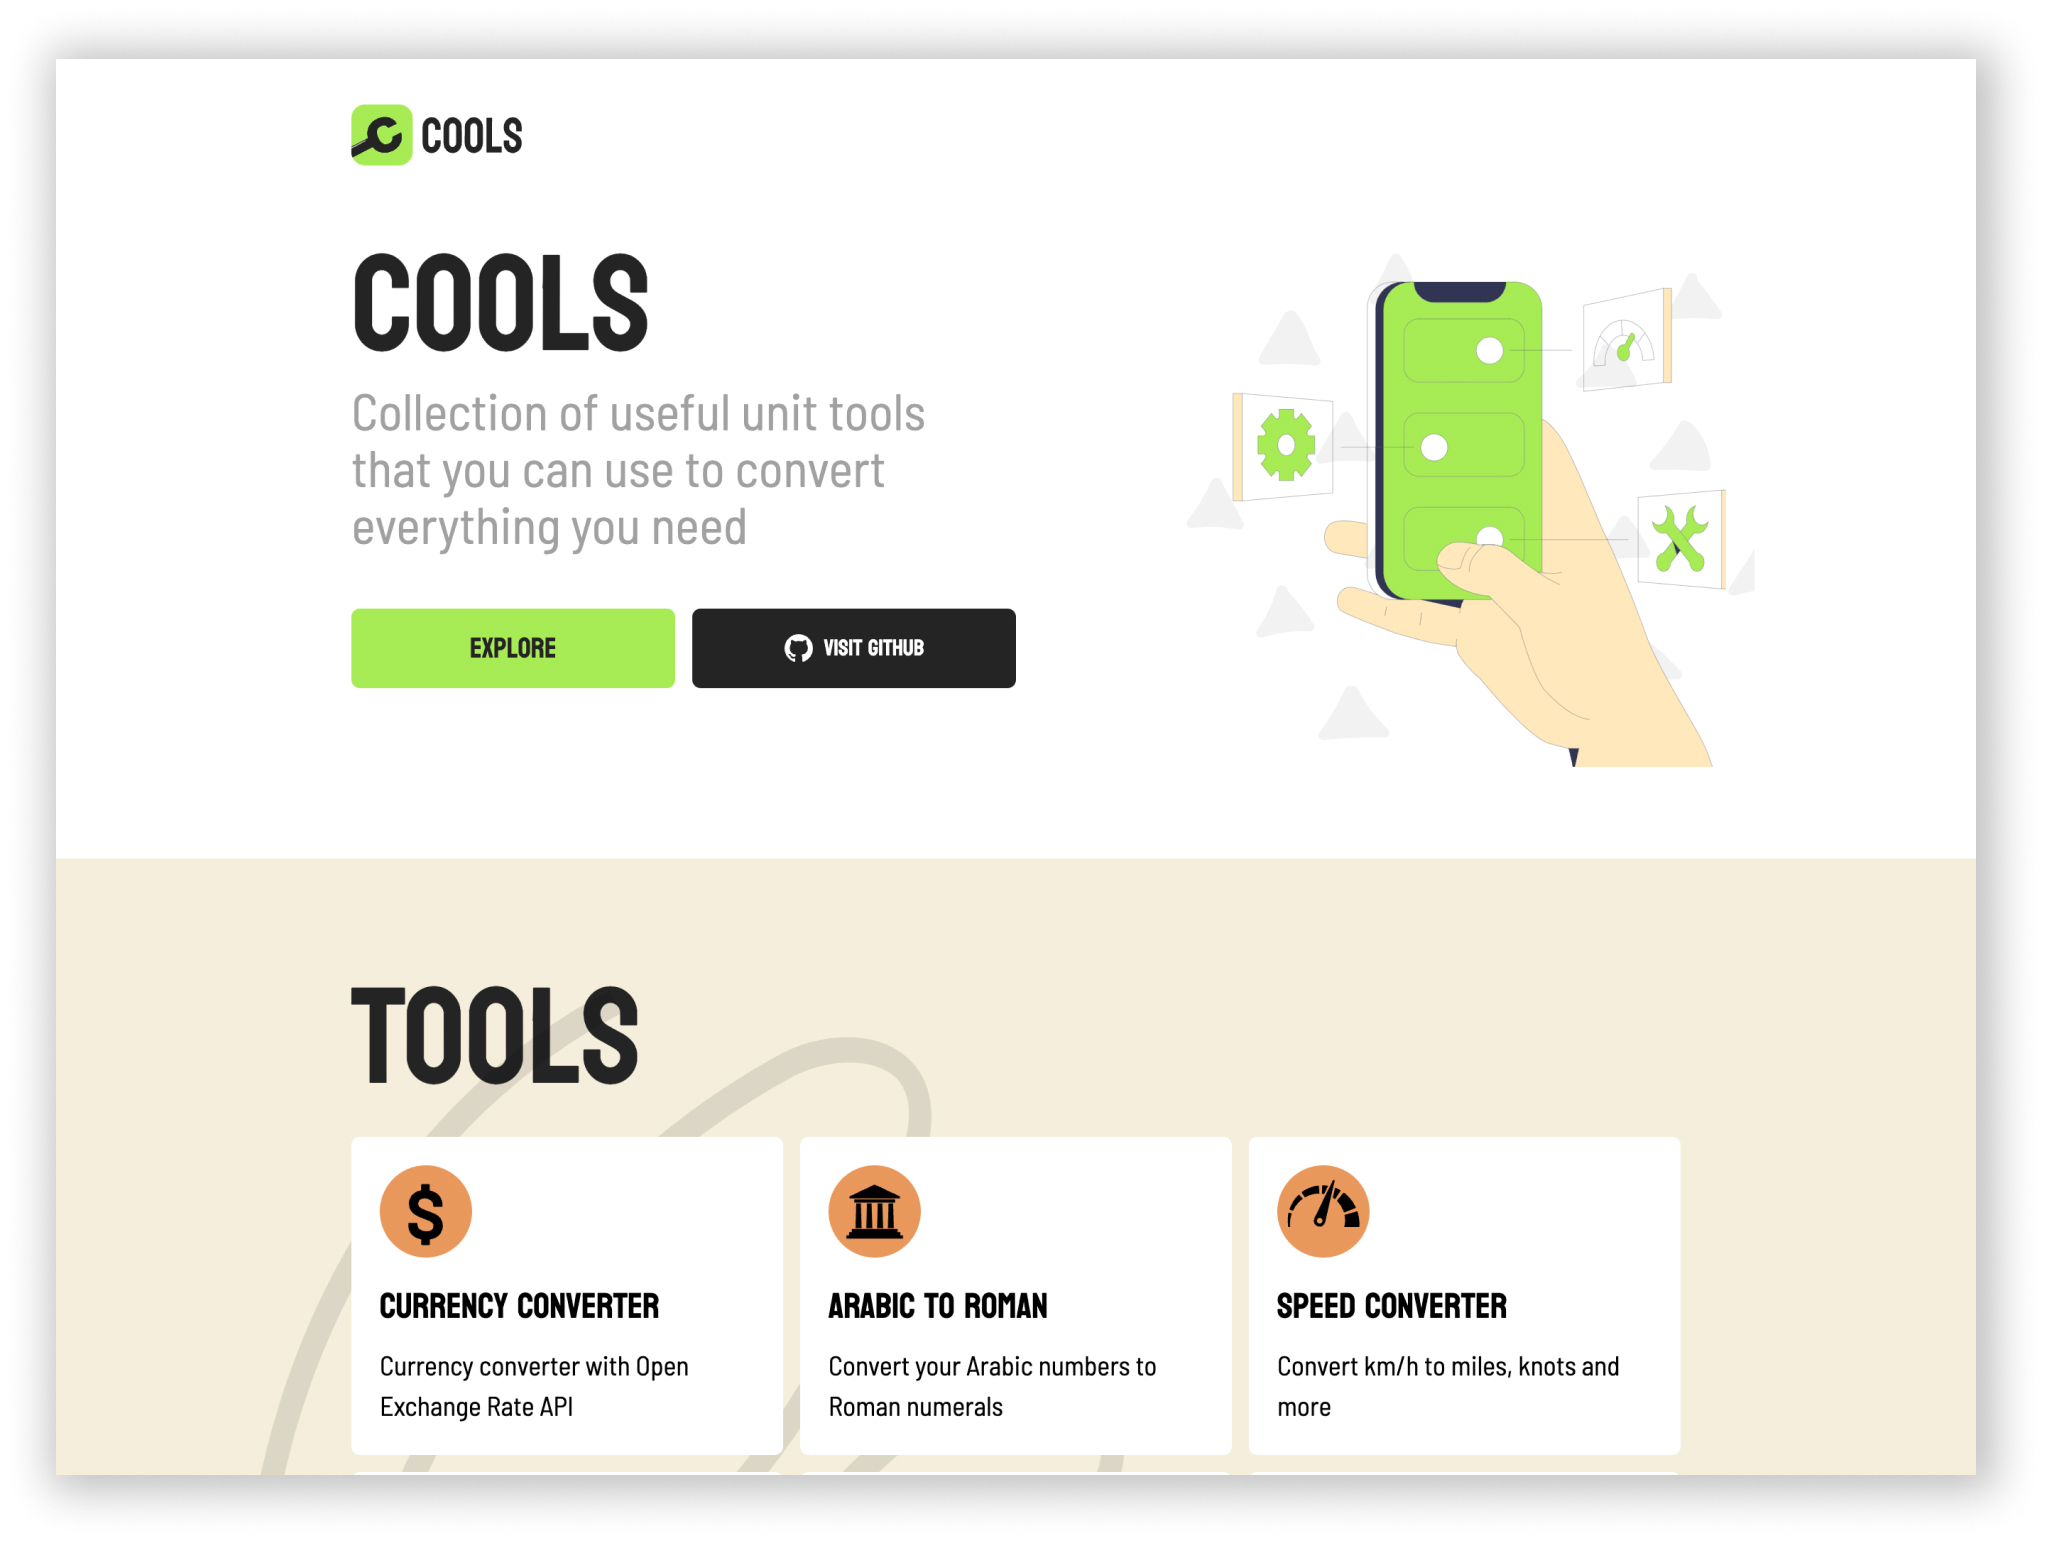 COOLS
COOLS
Collection of useful unit tools
that you can use to convert
everything you need
EXPLORE
VISIT GITHUB
TOOLS
$
CURRENCY CONVERTER
Currency converter with Open
Exchange Rate API
ARABIC TO ROMAN
Convert your Arabic numbers to
Roman numerals
SPEED CONVERTER
Convert km/h to miles, knots and
more